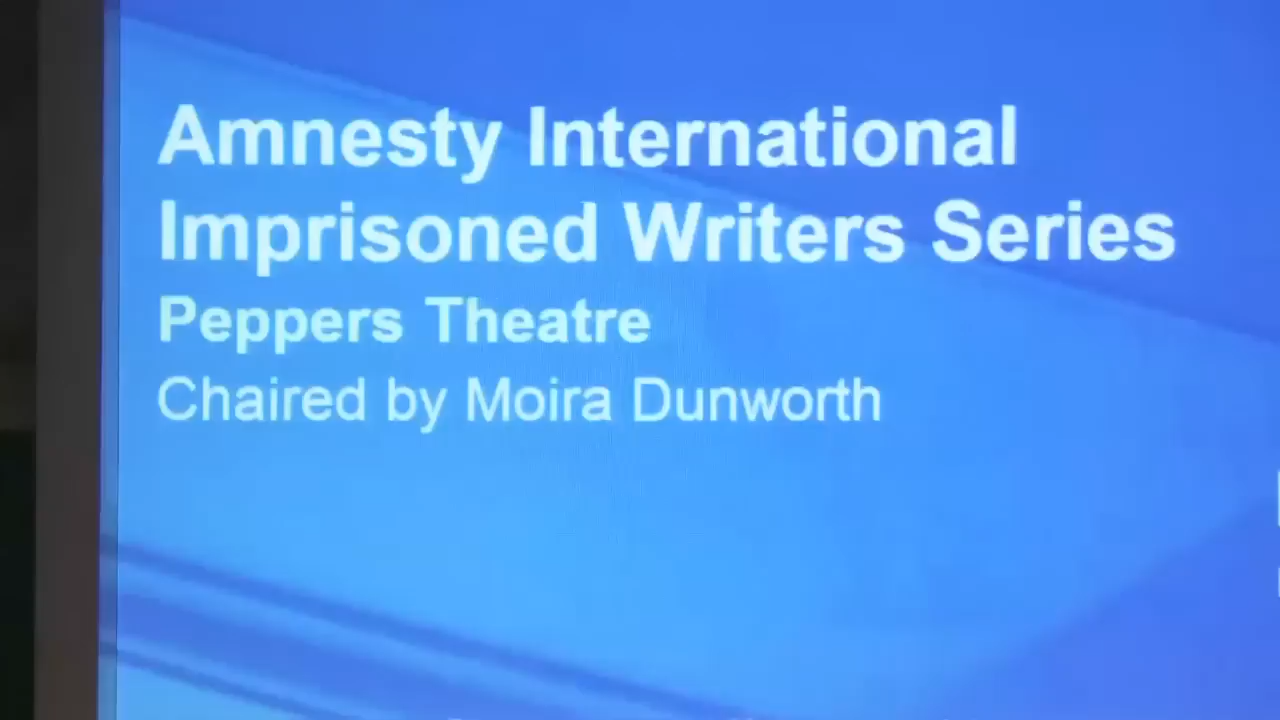 Amnesty International
Imprisoned Writers Series
Peppers Theatre
Chaired by Moira Dunworth